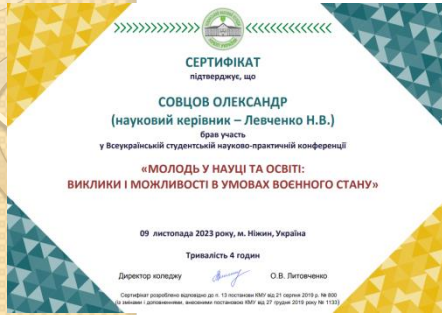 СЕРТИФІКАТ
підтверджує, що
СОВЦОВ ОЛЕКСАНДР
(науковий керівник – Левченко Н.В.)
брав участь
у Всеукраїнській студентській науково-практичній конференції
«МОЛОДЬ У НАУЦІ ТА ОСВІТІ:
ВИКЛИКИ І МОЖЛИВОСТІ В УМОВАХ ВОЄННОГО СТАНУ»
09 листопада 2023 року, м. Ніжин, Україна
Тривалість 4 годин
Директор коледжу О.В. Литовченко
Сертифікат розроблено відповідно до п. 13 постанови КМУ від 21 серпня 2019 р. № 800
(із змінами і доповненнями, внесеними постановою КМУ від 27 грудня 2019 року № 1133)